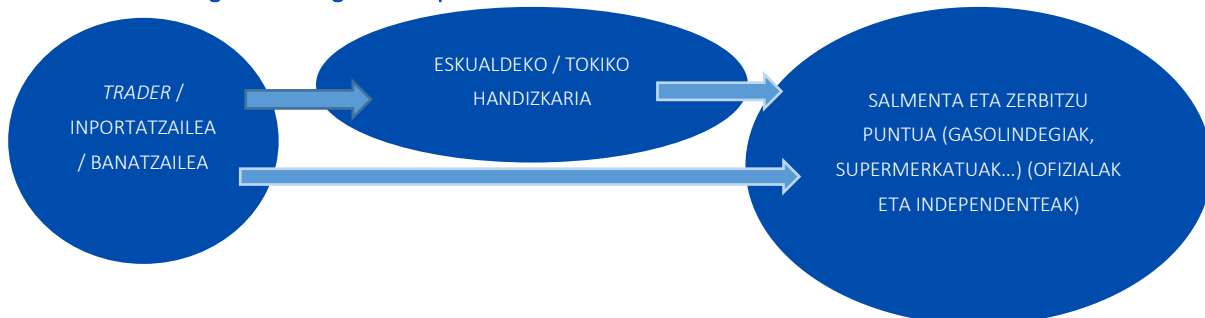 TRADER /
INPORTATZAILEA
/ BANATZAILEA
ESKUALDEKO / TOKIKO
HANDIZKARIA
SALMENTA ETA ZERBITZU
PUNTUA (GASOLINDEGIAK,
SUPERMERKATUAK…) (OFIZIALAK
ETA INDEPENDENTEAK)